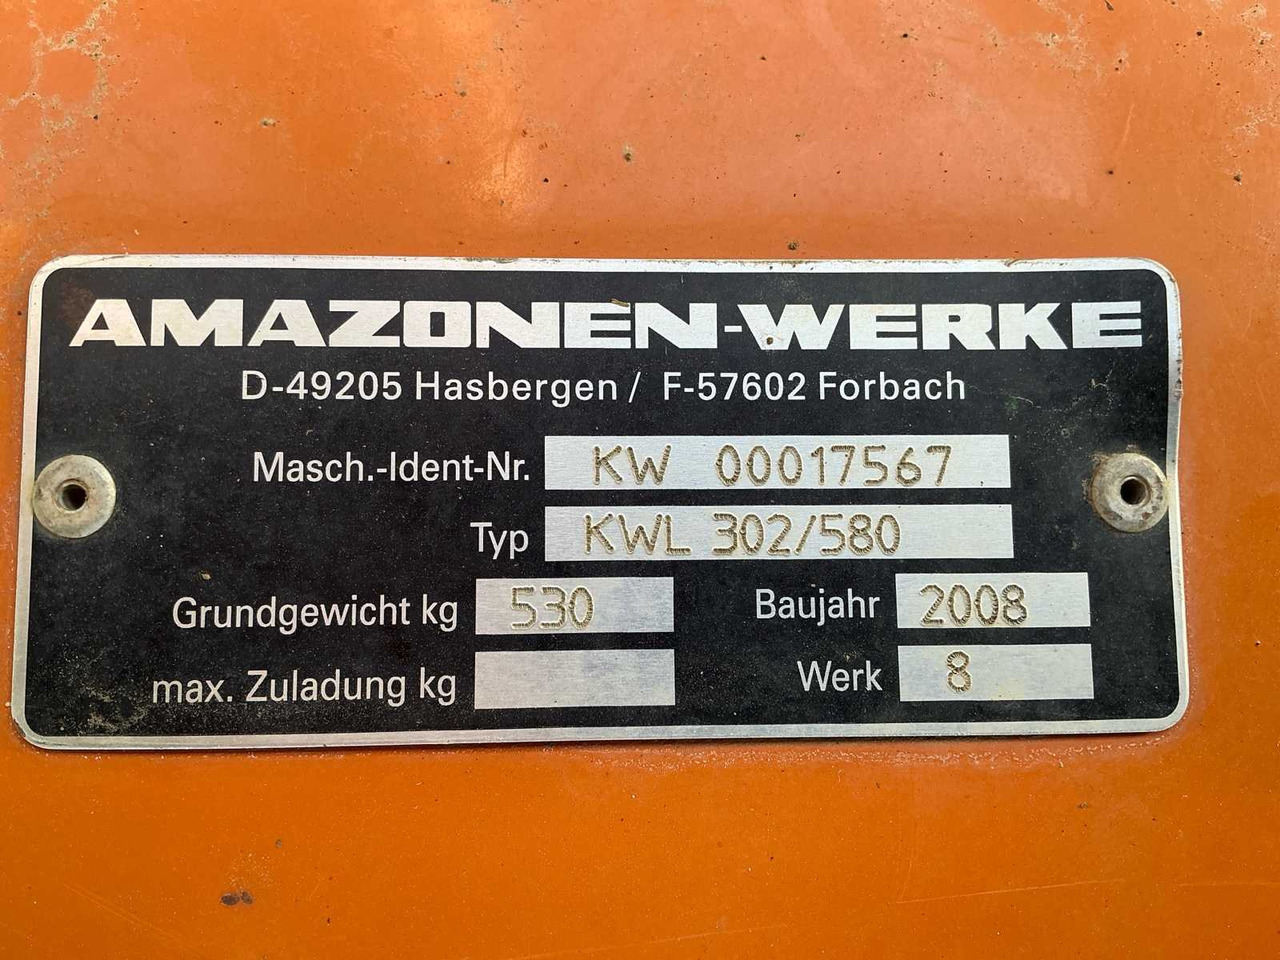 AMAZONEN-WERKE
D-49205 Hasbergen / F-57602 Forbach
Masch.-Ident-Nr. KW 00017567
Typ KWL 302/580
Grundgewicht kg 530 Baujahr 2008
max. Zuladung kg Werk 8